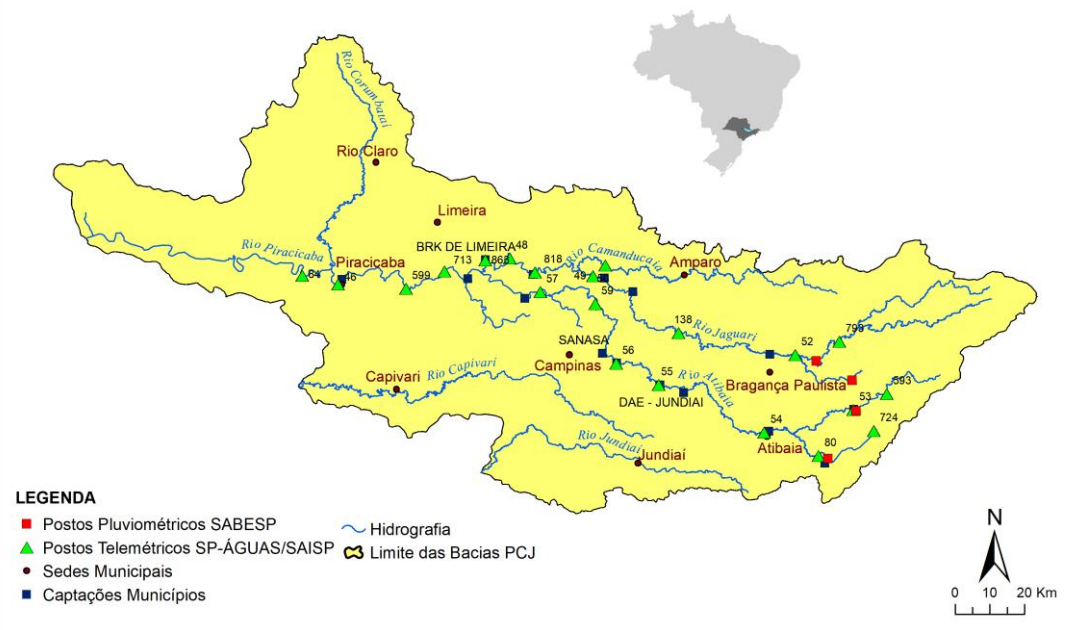 Rio Corumbataí
Rio Claro
Limeira
BRK DE LIMEIRA
48
Rio Piracicaba
Piracicaba
713
868
818
Rio Camanducaia
Amparo
84
46
599
57
49
59
138
Rio Jaguari
798
SANASA
52
Campinas
56
Rio Atibaia
Bragança Paulista
Capivari
Rio Capivari
55
593
DAE - JUNDIAI
53
54
724
Rio Jundiaí
Jundiaí
Atibaia
80
LEGENDA
Postos Pluviométricos SABESP
Postos Telemétricos SP-ÁGUAS/SAISP
Sedes Municipais
Captações Municípios
Hidrografia
Limite das Bacias PCJ
N
0 10 20 Km